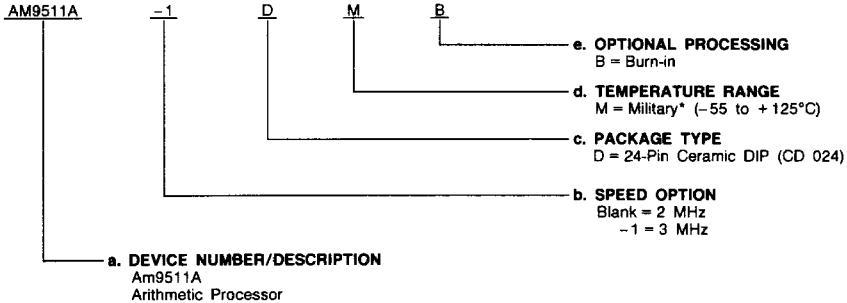 AM9511A -1 D M B
e. OPTIONAL PROCESSING
B = Burn-in
d. TEMPERATURE RANGE
M = Military* (-55 to +125°C)
c. PACKAGE TYPE
D = 24-Pin Ceramic DIP (CD 024)
b. SPEED OPTION
Blank = 2 MHz
-1 = 3 MHz
a. DEVICE NUMBER/DESCRIPTION
Am9511A
Arithmetic Processor